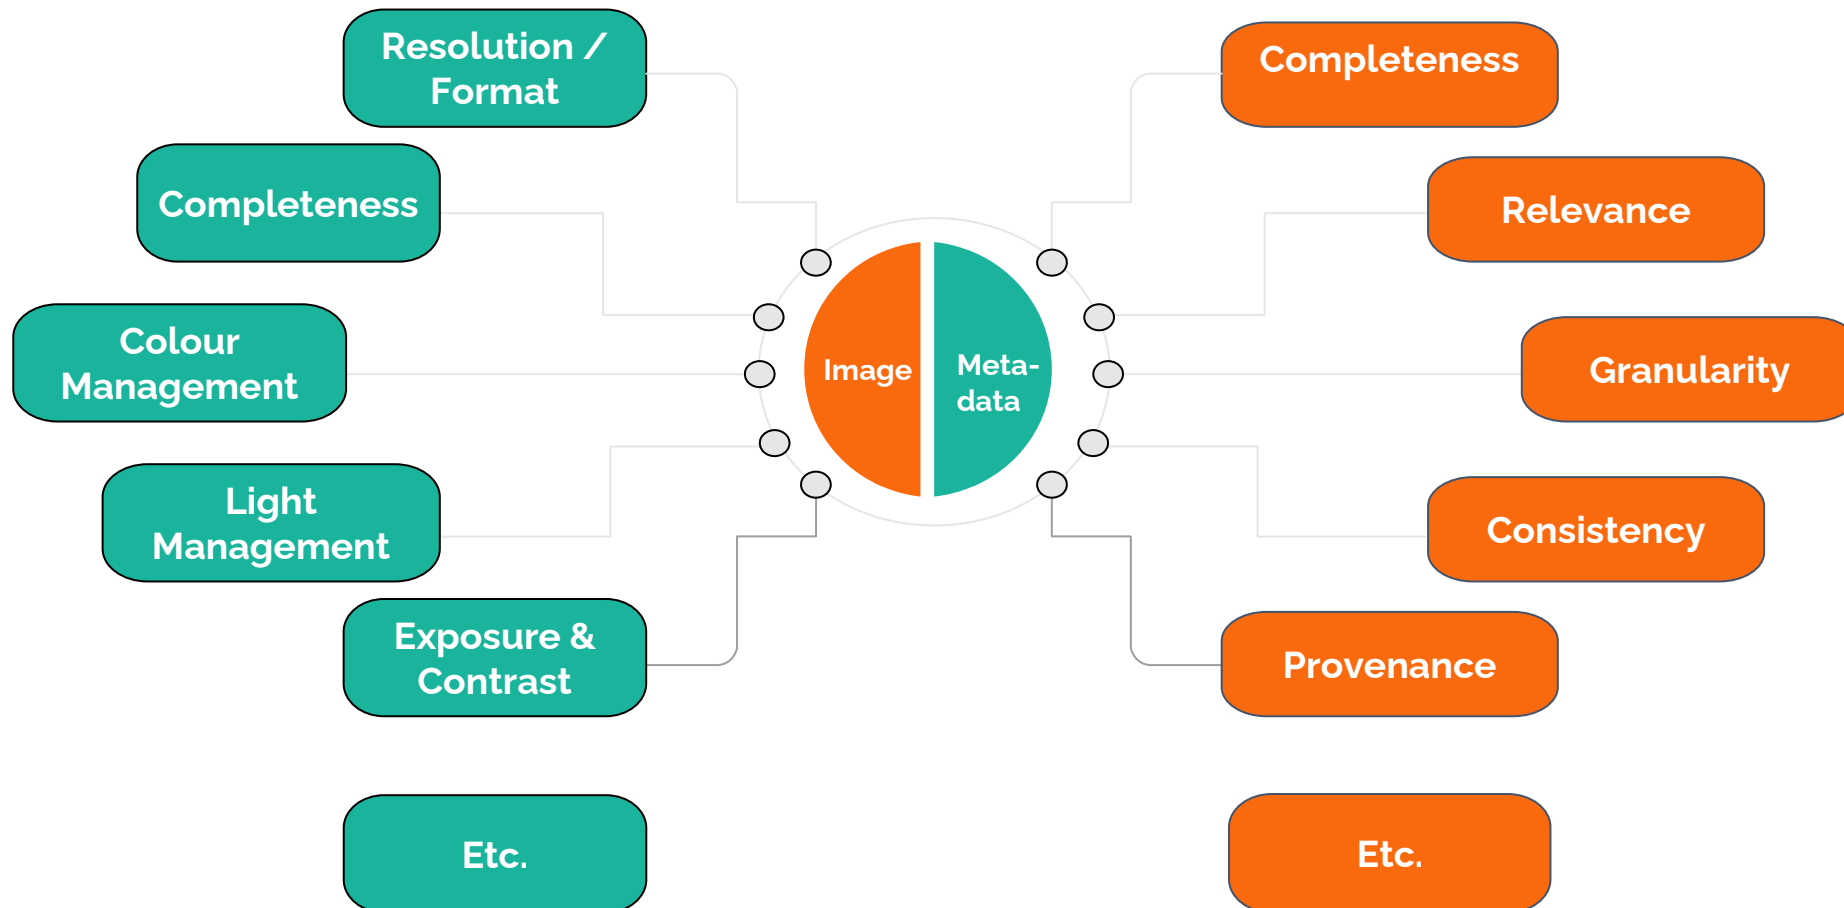 Resolution /
Format
Completeness
Colour
Management
Light
Management
Exposure &
Contrast
Etc.
Image
Meta-
data
Completeness
Relevance
Granularity
Consistency
Provenance
Etc.